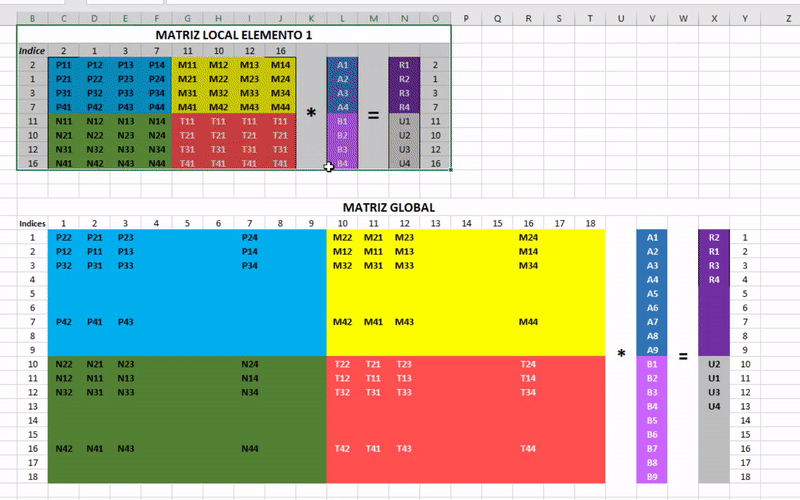 B C D E F G H I J K L M N O P Q R S T U V W X Y Z
MATRIZ LOCAL ELEMENTO 1
Indice 2 1 3 7 11 10 12 16
2 P11 P12 P13 P14 M11 M12 M13 M14 A1 R1 2
1 P21 P22 P23 P24 M21 M22 M23 M24 A2 R2 1
3 P31 P32 P33 P34 M31 M32 M33 M34 A3 R3 3
7 P41 P42 P43 P44 M41 M42 M43 M44 * A4 = R4 7
11 N11 N12 N13 N14 T11 T11 T11 T11 B1 U1 11
10 N21 N22 N23 N24 T21 T21 T21 T21 B2 U2 10
12 N31 N32 N33 N34 T31 T31 T31 T31 B3 U3 12
16 N41 N42 N43 N44 T41 T41 T41 T41 B4 U4 16
MATRIZ GLOBAL
Indices 1 2 3 4 5 6 7 8 9 10 11 12 13 14 15 16 17 18
1 P22 P21 P23 P24 M22 M21 M23 M24 A1 R2 1
2 P12 P11 P13 P14 M12 M11 M13 M14 A2 R1 2
3 P32 P31 P33 P34 M32 M31 M33 M34 A3 R3 3
4 A4 R4 4
5 A5 5
6 A6 6
7 P42 P41 P43 M42 M41 M43 M44 A7 7
8 A8 8
9 * A9 = 9
10 N22 N21 N23 N24 T22 T21 T23 T24 B1 U2 10
11 N12 N11 N13 N14 T12 T11 T13 T14 B2 U1 11
12 N32 N31 N33 N34 T32 T31 T33 T34 B3 U3 12
13 B4 U4 13
14 B5 14
15 B6 15
16 N42 N41 N43 N44 T42 T41 T43 T44 B7 16
17 B8 17
18 B9 18